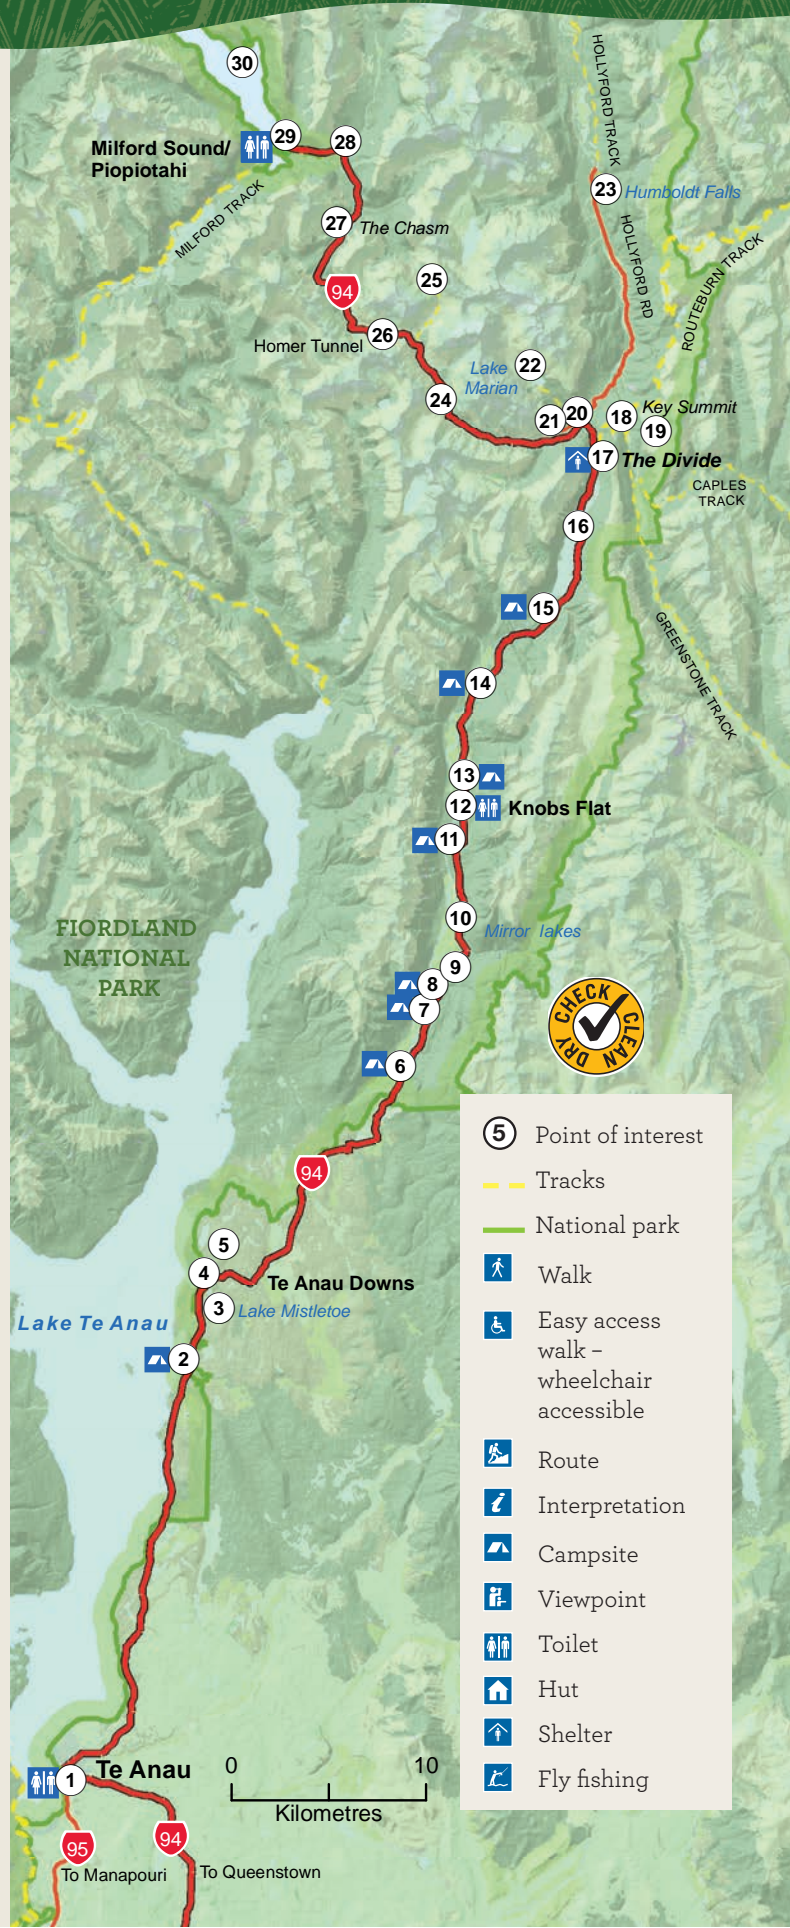 30
29
28
Milford Sound/
Piopiotahi
MILFORD TRACK
HOLLYFORD TRACK
23
Humboldt Falls
27
The Chasm
HOLLYFORD RD
ROUTEBURN TRACK
25
94
26
Homer Tunnel
22
Lake
Marian
24
21
20
18
Key Summit
19
17
The Divide
CAPLES
TRACK
16
15
GREENSTONE TRACK
14
13
12
Knobs Flat
11
FIORDLAND
NATIONAL
PARK
10
Mirror lakes
9
8
7
CHECK
CLEAN
DRY
6
94
5
4
Te Anau Downs
3
Lake Mistletoe
Lake Te Anau
2
5
Point of interest
Tracks
National park
Walk
Easy access
walk –
wheelchair
accessible
Route
Interpretation
Campsite
Viewpoint
Toilet
Hut
Shelter
Fly fishing
1
Te Anau
0
10
Kilometres
95
94
To Manapouri
To Queenstown